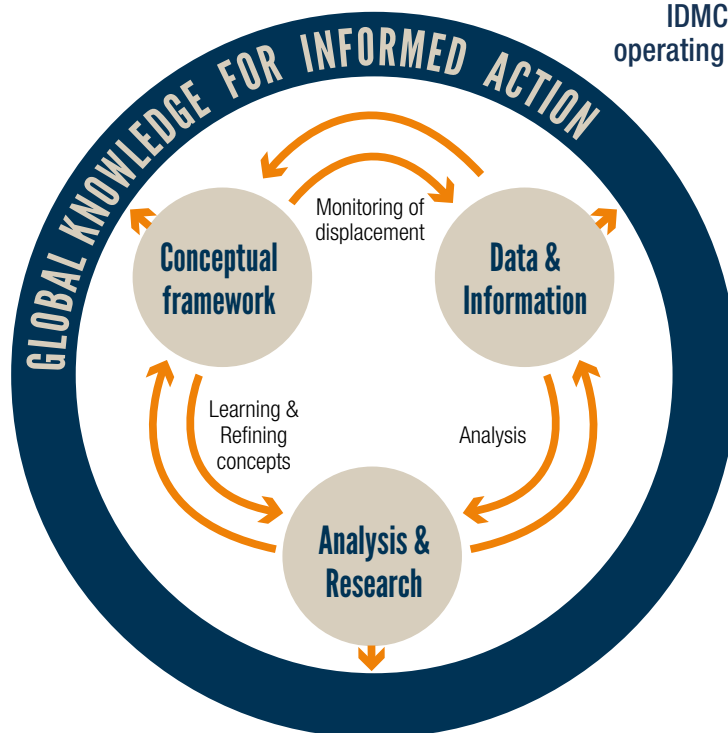 IDMC
operating
GLOBAL KNOWLEDGE FOR INFORMED ACTION
Monitoring of
displacement
Conceptual
framework
Data &
Information
Learning &
Refining
concepts
Analysis
Analysis &
Research